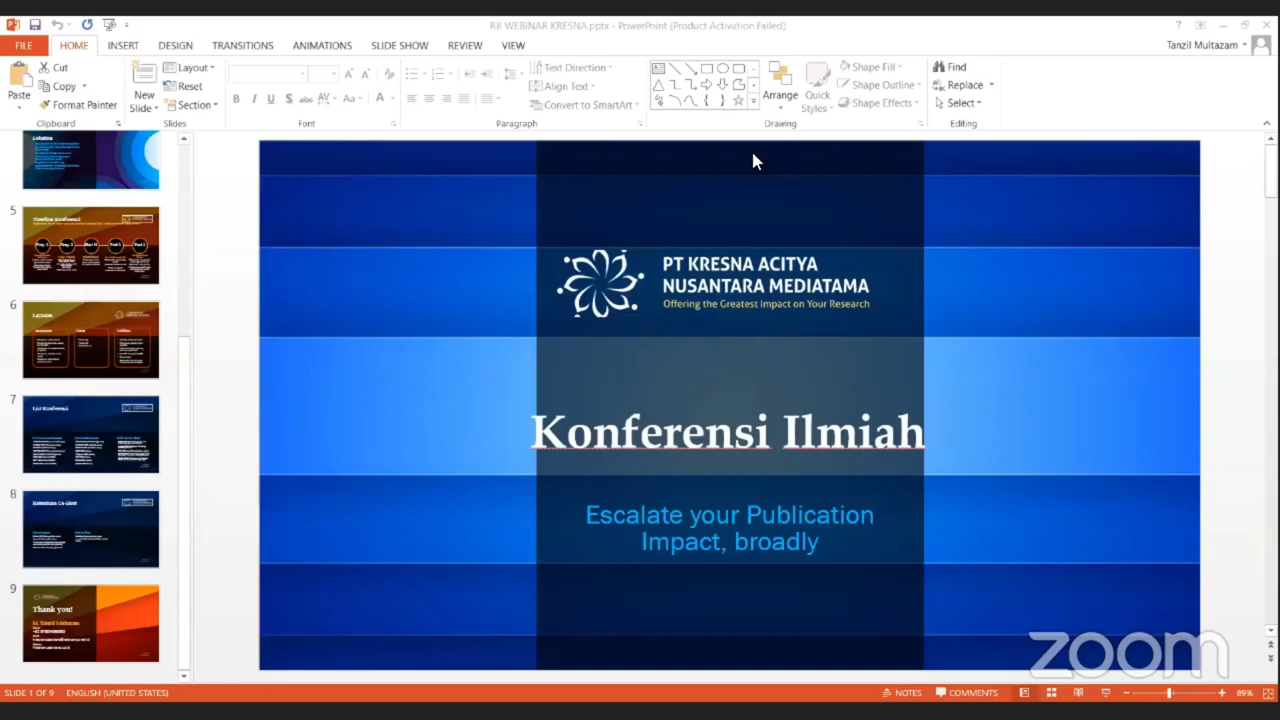 RJI WEBINAR KRESNA.pptx - PowerPoint (Product Activation Failed)
FILE HOME INSERT DESIGN TRANSITIONS ANIMATIONS SLIDE SHOW REVIEW VIEW
Tanzil Multazam
Cut
Copy
Format Painter
Paste
Clipboard
New
Slide
Layout
Reset
Section
Slides
Font
Text Direction
Align Text
Convert to SmartArt
Paragraph
Arrange
Quick
Styles
Shape Fill
Shape Outline
Shape Effects
Drawing
Find
Replace
Select
Editing
5
6
Layanan
7
List Konferensi
8
9
Thank you!
PT KRESNA ACITYA
NUSANTARA MEDIATAMA
Offering the Greatest Impact on Your Research
Konferensi Ilmiah
Escalate your Publication
Impact, Broadly
zoom
SLIDE 1 OF 9 ENGLISH (UNITED STATES)
NOTES COMMENTS 89%